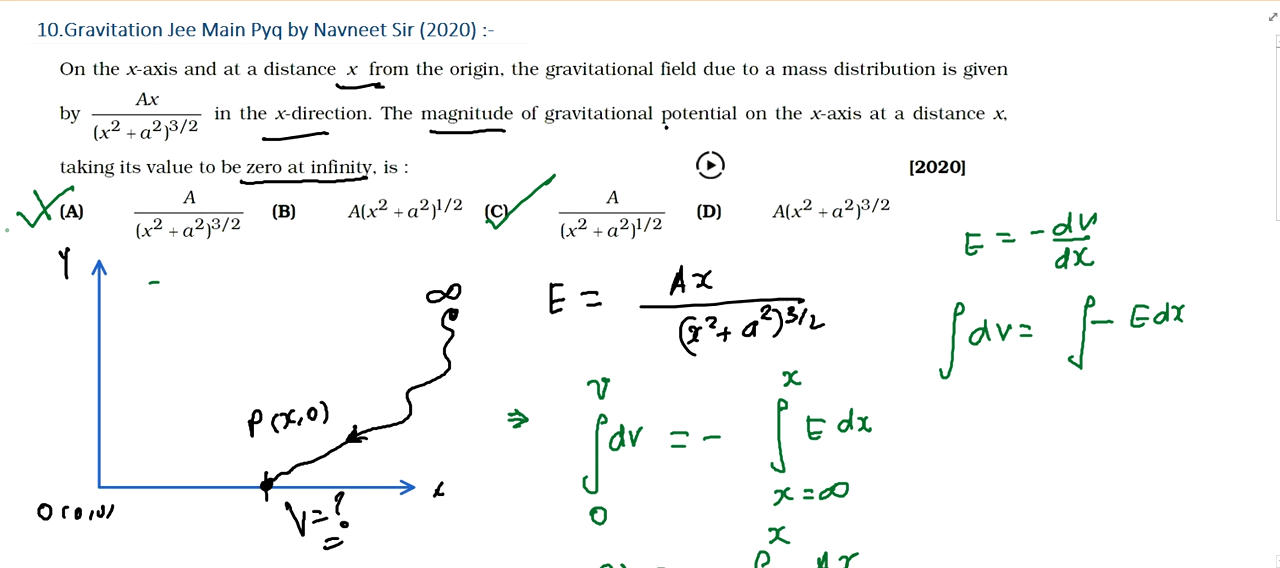 10.Gravitation Jee Main Pyq by Navneet Sir (2020) :-
On the x-axis and at a distance x from the origin, the gravitational field due to a mass distribution is given
by Ax/(x² + a²)^3/2 in the x-direction. The magnitude of gravitational potential on the x-axis at a distance x,
taking its value to be zero at infinity, is : [2020]
(A) A/(x² + a²)^3/2 (B) A(x² + a²)^1/2 (C) A/(x² + a²)^1/2 (D) A(x² + a²)^3/2
E = -dv/dx
Y
∞
E = Ax/(x² + a²)^3/2
∫dv = ∫- E dx
P(x,0)
⇒ ∫₀^v dv = - ∫_{x=∞}^x E dx
x
O(0,0)
V=?
x